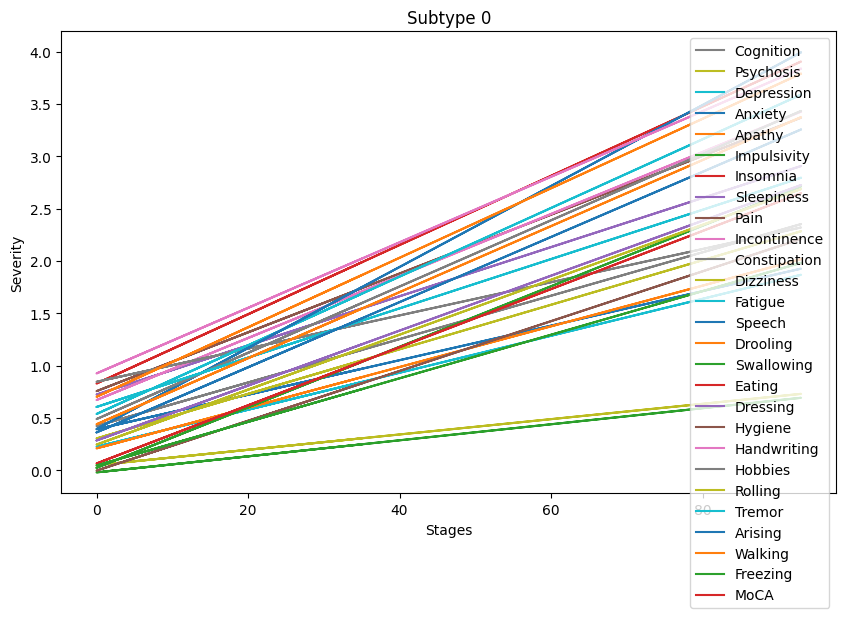 Subtype 0
4.0
3.5
3.0
2.5
2.0
1.5
1.0
0.5
0.0
Severity
0
20
40
60
80
Stages
Cognition
Psychosis
Depression
Anxiety
Apathy
Impulsivity
Insomnia
Sleepiness
Pain
Incontinence
Constipation
Dizziness
Fatigue
Speech
Drooling
Swallowing
Eating
Dressing
Hygiene
Handwriting
Hobbies
Rolling
Tremor
Arising
Walking
Freezing
MoCA